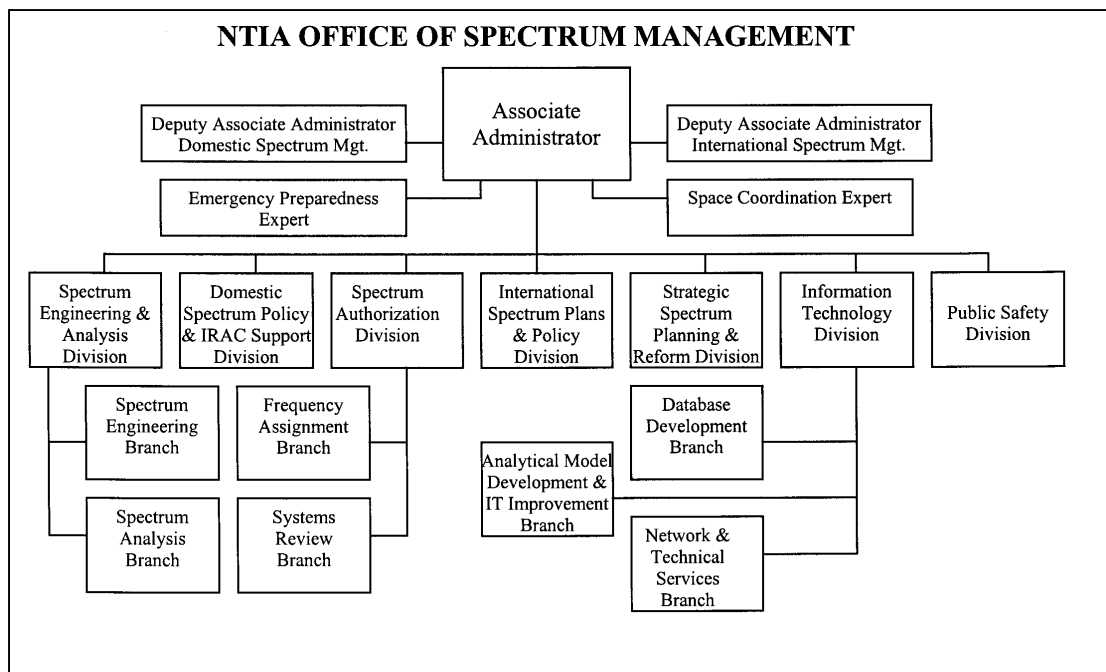 NTIA OFFICE OF SPECTRUM MANAGEMENT
Associate
Administrator
Deputy Associate Administrator
Domestic Spectrum Mgt.
Deputy Associate Administrator
International Spectrum Mgt.
Emergency Preparedness
Expert
Space Coordination Expert
Spectrum
Engineering &
Analysis
Division
Domestic
Spectrum Policy
& IRAC Support
Division
Spectrum
Authorization
Division
International
Spectrum Plans
& Policy
Division
Strategic
Spectrum
Planning &
Reform Division
Information
Technology
Division
Public Safety
Division
Spectrum
Engineering
Branch
Frequency
Assignment
Branch
Database
Development
Branch
Analytical Model
Development &
IT Improvement
Branch
Spectrum
Analysis
Branch
Systems
Review
Branch
Network &
Technical
Services
Branch